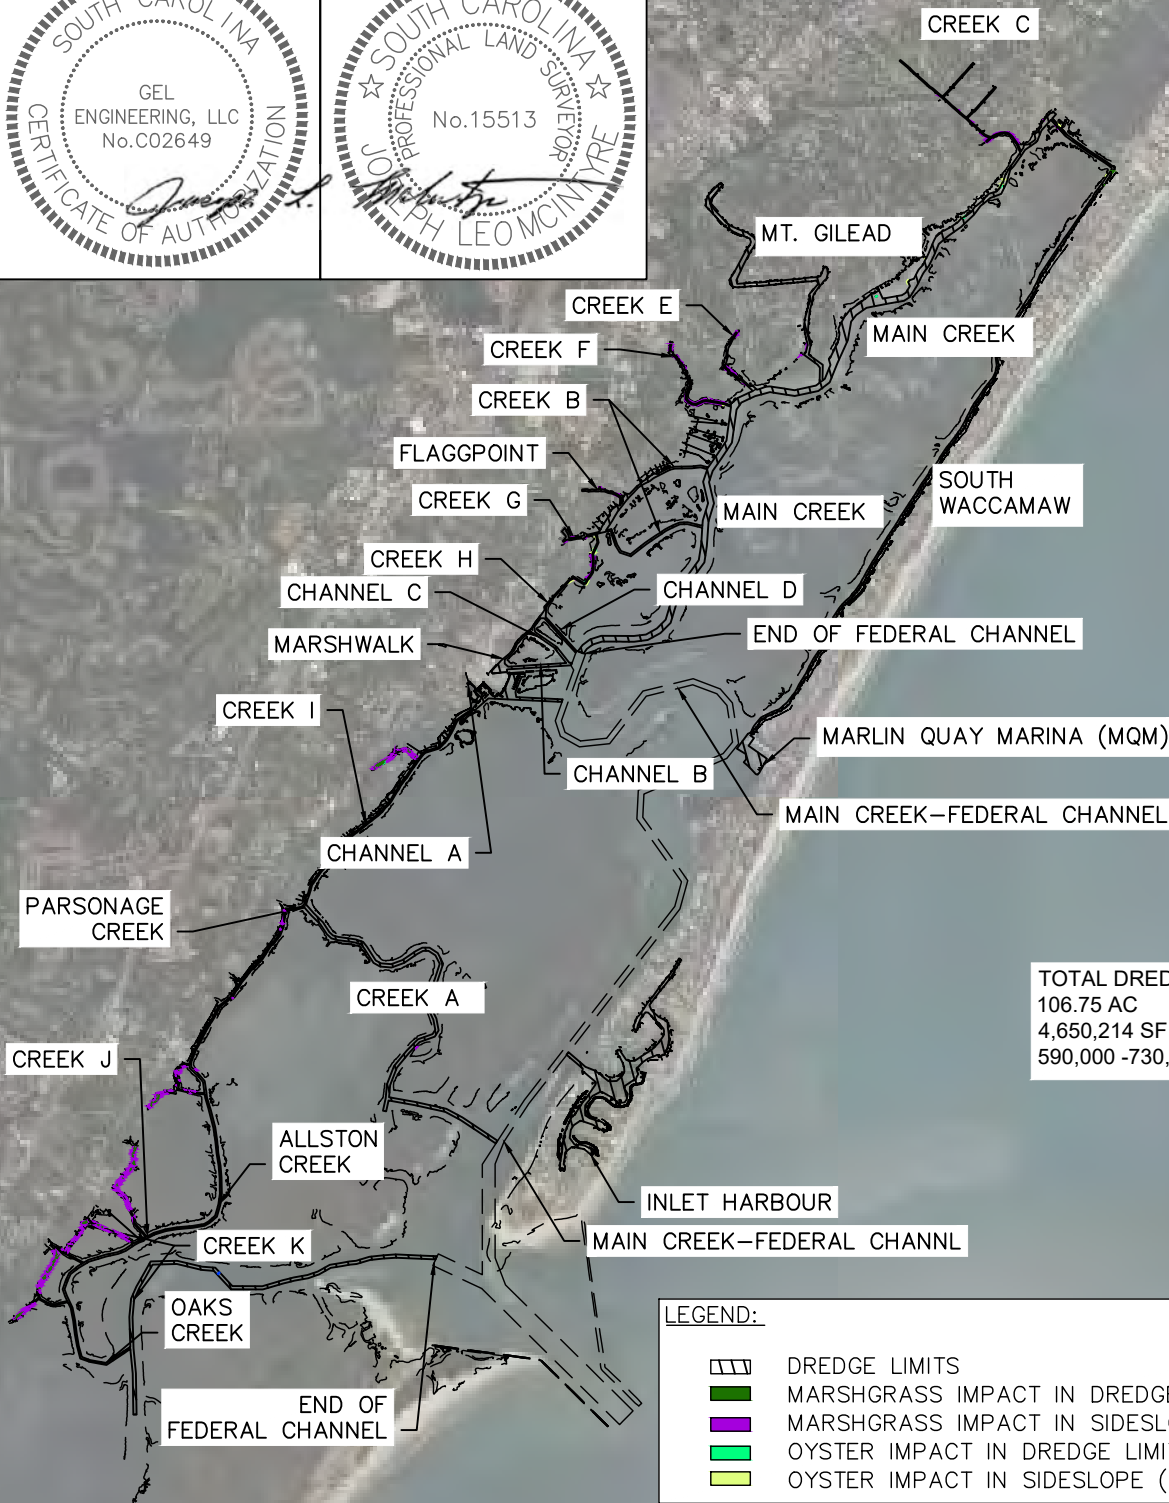 SOUTH CAROLINA
GEL
ENGINEERING, LLC
No.C02649
CERTIFICATE OF AUTHORIZATION
SOUTH CAROLINA
PROFESSIONAL LAND SURVEYOR
No.15513
JOSEPH LEO MCINTYRE
CREEK C
MT. GILEAD
CREEK E
MAIN CREEK
CREEK F
CREEK B
FLAGGPOINT
SOUTH
WACCAMAW
CREEK G
MAIN CREEK
CREEK H
CHANNEL C
CHANNEL D
MARSHWALK
END OF FEDERAL CHANNEL
CREEK I
MARLIN QUAY MARINA (MQM)
CHANNEL B
MAIN CREEK-FEDERAL CHANNEL
CHANNEL A
PARSONAGE
CREEK
CREEK A
TOTAL DRED
106.75 AC
4,650,214 SF
590,000 -730,
CREEK J
ALLSTON
CREEK
INLET HARBOUR
CREEK K
MAIN CREEK-FEDERAL CHANNL
OAKS
CREEK
END OF
FEDERAL CHANNEL
LEGEND:
DREDGE LIMITS
MARSHGRASS IMPACT IN DREDGE
MARSHGRASS IMPACT IN SIDESLO
OYSTER IMPACT IN DREDGE LIMI
OYSTER IMPACT IN SIDESLOPE (